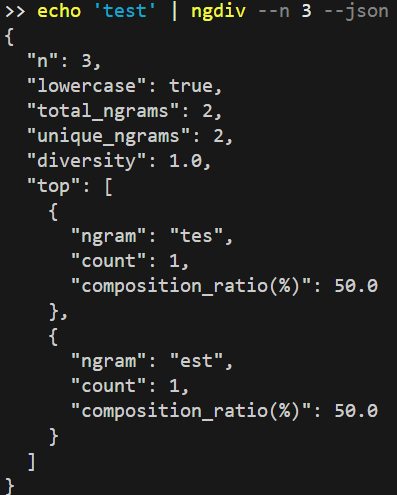 >> echo 'test' | ngdiv --n 3 --json
{
  "n": 3,
  "lowercase": true,
  "total_ngrams": 2,
  "unique_ngrams": 2,
  "diversity": 1.0,
  "top": [
    {
      "ngram": "tes",
      "count": 1,
      "composition_ratio(%)": 50.0
    },
    {
      "ngram": "est",
      "count": 1,
      "composition_ratio(%)": 50.0
    }
  ]
}